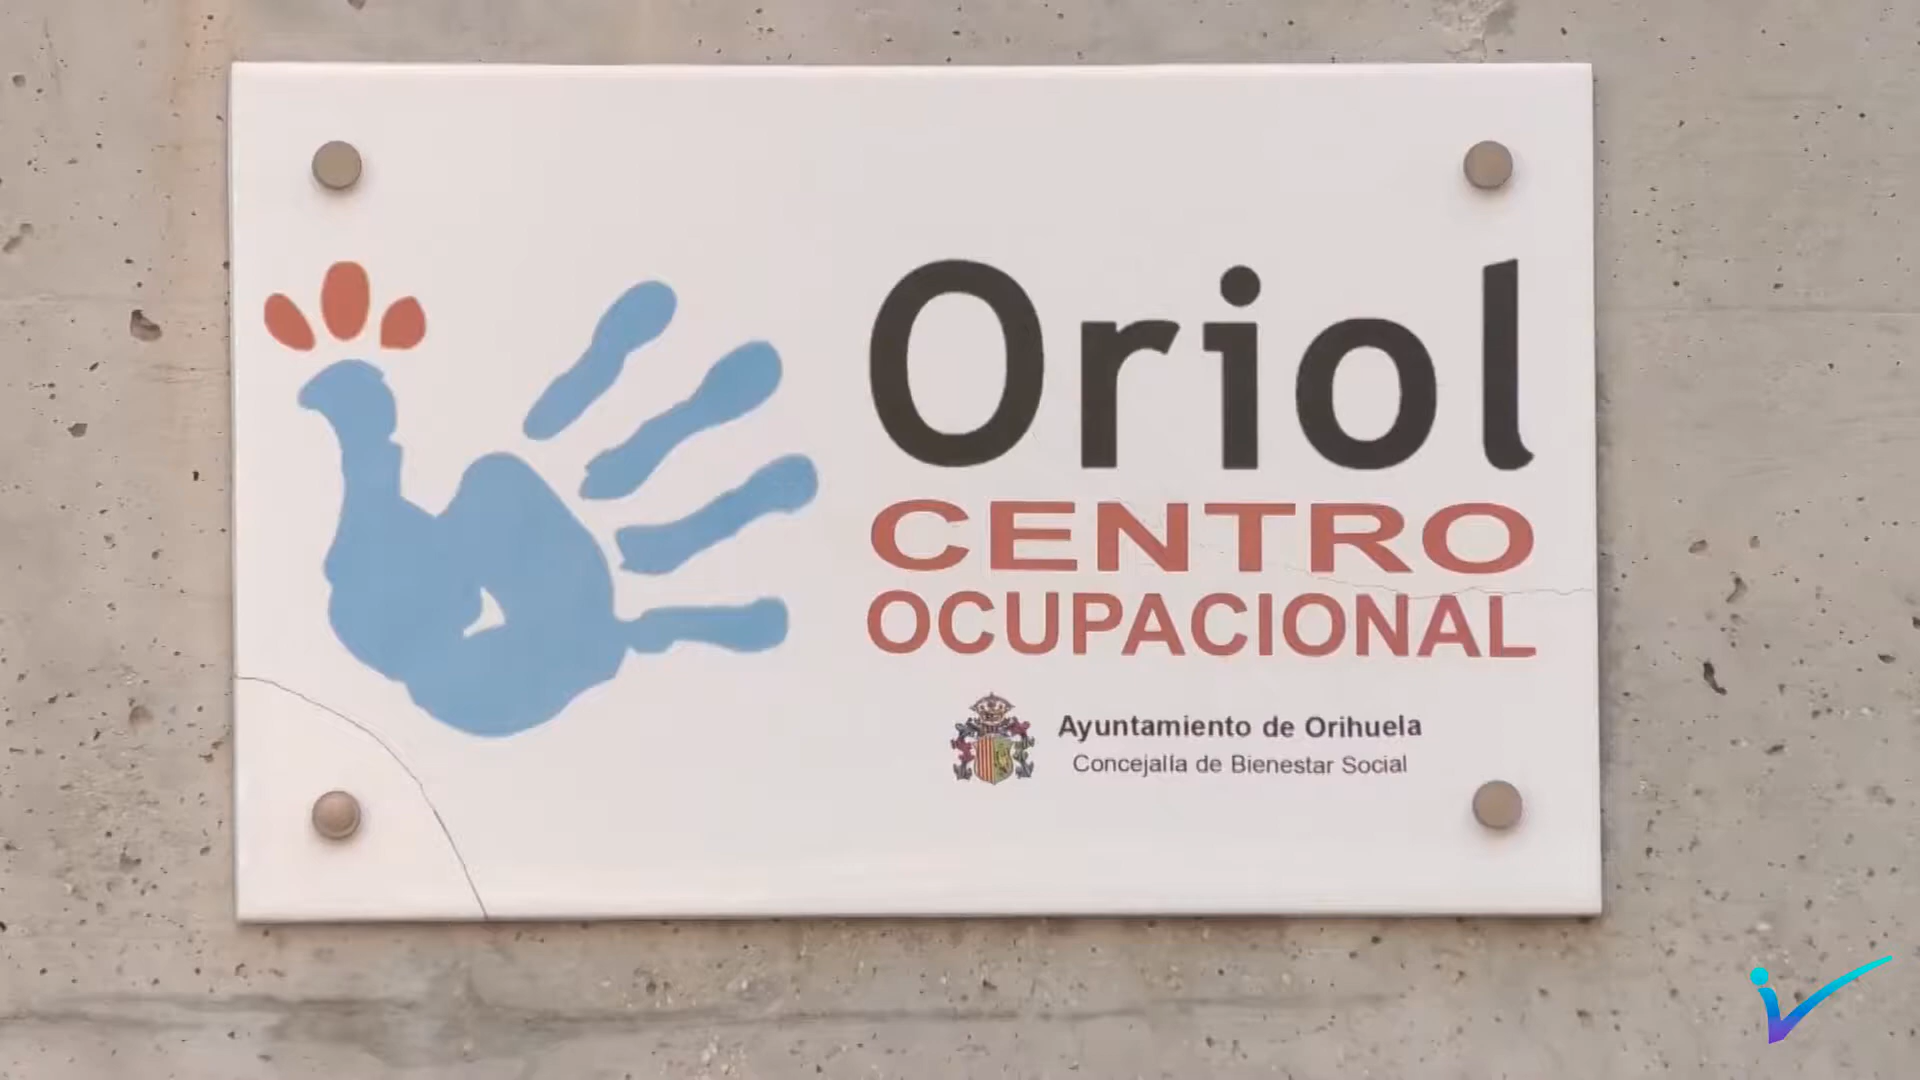 Oriol
CENTRO
OCUPACIONAL
Ayuntamiento de Orihuela
Concejalía de Bienestar Social